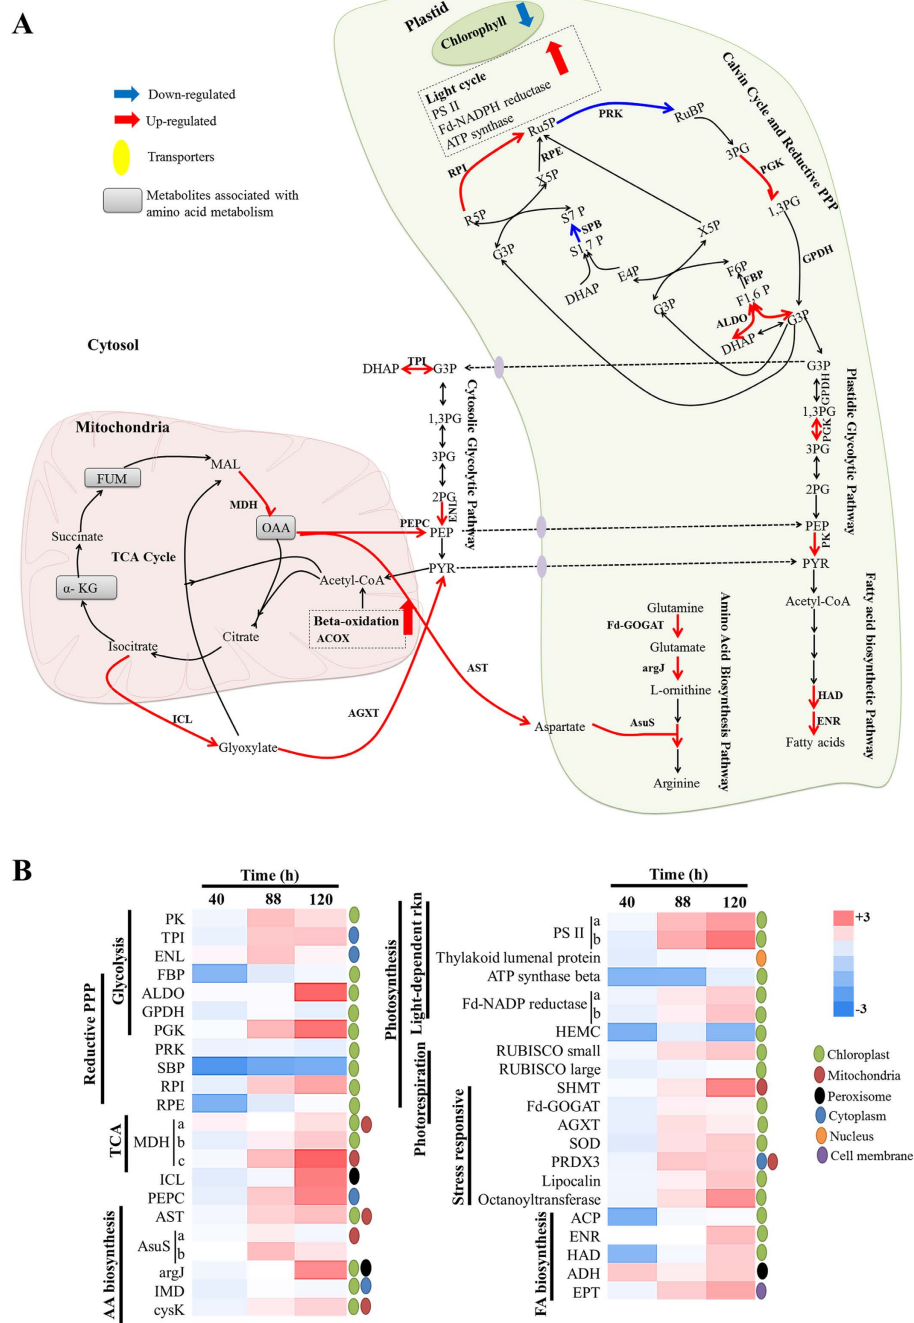 A
Plastid
Chlorophyll
Light cycle
PS II
Fd-NADPH reductase
ATP synthase
Down-regulated
Up-regulated
Transporters
Metabolites associated with
amino acid metabolism
Calvin Cycle and Reductive PPP
Ru5P
PRK
RuBP
3PG
PGK
1,3PG
GPDH
RPI
RPE
X5P
R5P
S7 P
SPB
S1,7 P
G3P
DHAP
E4P
X5P
G3P
F6P
FBP
F1,6 P
ALDO
DHAP
G3P
Cytosol
DHAP
TPI
G3P
1,3PG
3PG
2PG
ENL
PEP
PYR
Cytosolic Glycolytic Pathway
G3P
GPDH
1,3PG
PGK
3PG
2PG
PEP
PK
PYR
Plastidic Glycolytic Pathway
Acetyl-CoA
HAD
ENR
Fatty acids
Fatty acid biosynthetic Pathway
Mitochondria
FUM
MAL
MDH
OAA
PEPC
Succinate
TCA Cycle
α- KG
Acetyl-CoA
Beta-oxidation
ACOX
Isocitrate
Citrate
ICL
Glyoxylate
AGXT
AST
Aspartate
Glutamine
Fd-GOGAT
Glutamate
argJ
L-ornithine
AsuS
Arginine
Amino Acid Biosynthesis Pathway
B
Time (h)
40 88 120
Glycolysis
Reductive PPP
PK
TPI
ENL
FBP
ALDO
GPDH
PGK
PRK
SBP
RPI
RPE
TCA
MDH
a
b
c
ICL
PEPC
AA biosynthesis
AST
AsuS
a
b
argJ
IMD
cysK
Time (h)
40 88 120
Photosynthesis
Light-dependent rkn
PS II
a
b
Thylakoid lumenal protein
ATP synthase beta
Fd-NADP reductase
a
b
HEMC
Photorespiration
RUBISCO small
RUBISCO large
SHMT
Fd-GOGAT
AGXT
Stress responsive
SOD
PRDX3
Lipocalin
Octanoyltransferase
FA biosynthesis
ACP
ENR
HAD
ADH
EPT
+3
-3
Chloroplast
Mitochondria
Peroxisome
Cytoplasm
Nucleus
Cell membrane